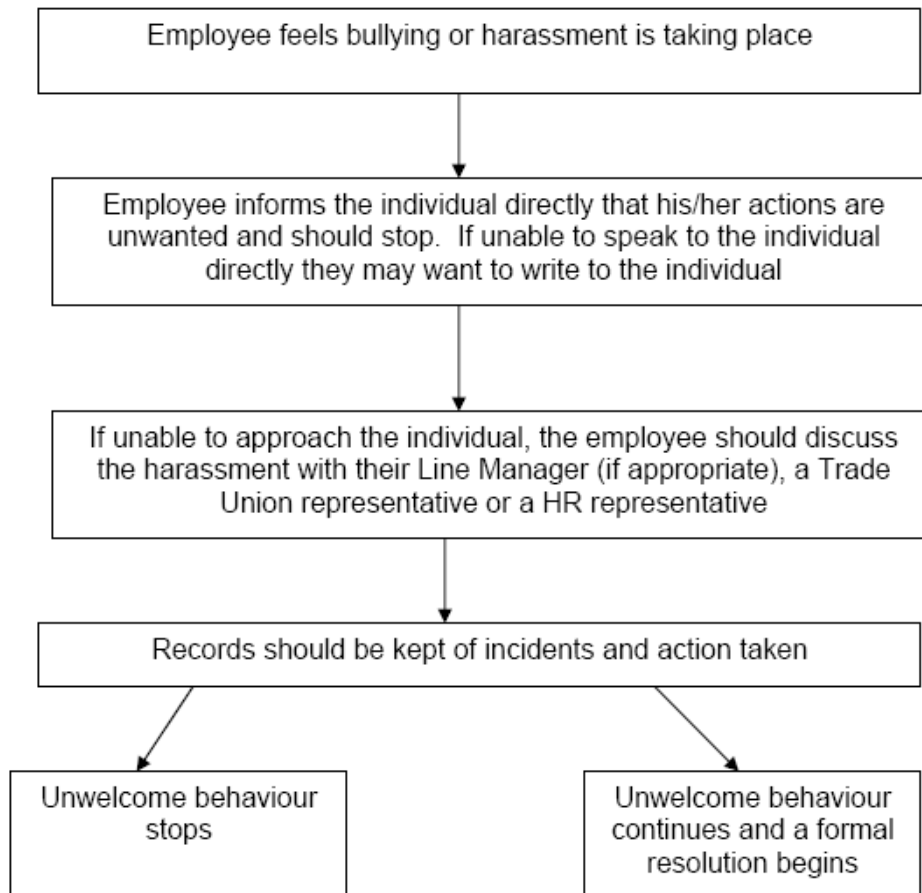 Employee feels bullying or harassment is taking place
Employee informs the individual directly that his/her actions are
unwanted and should stop.  If unable to speak to the individual
directly they may want to write to the individual
If unable to approach the individual, the employee should discuss
the harassment with their Line Manager (if appropriate), a Trade
Union representative or a HR representative
Records should be kept of incidents and action taken
Unwelcome behaviour
stops
Unwelcome behaviour
continues and a formal
resolution begins